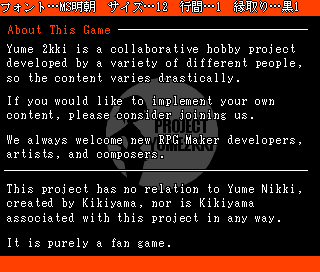 フォント…MS明朝 サイズ…12 行間…1 縁取り…黒1
About This Game
Yume 2kki is a collaborative hobby project
developed by a variety of different people,
so the content varies drastically.
If you would like to implement your own
content, please consider joining us.
We always welcome new RPG Maker developers,
artists, and composers.
PROJECT
YUME2NKI
This project has no relation to Yume Nikki,
created by Kikiyama, nor is Kikiyama
associated with this project in any way.
It is purely a fan game.